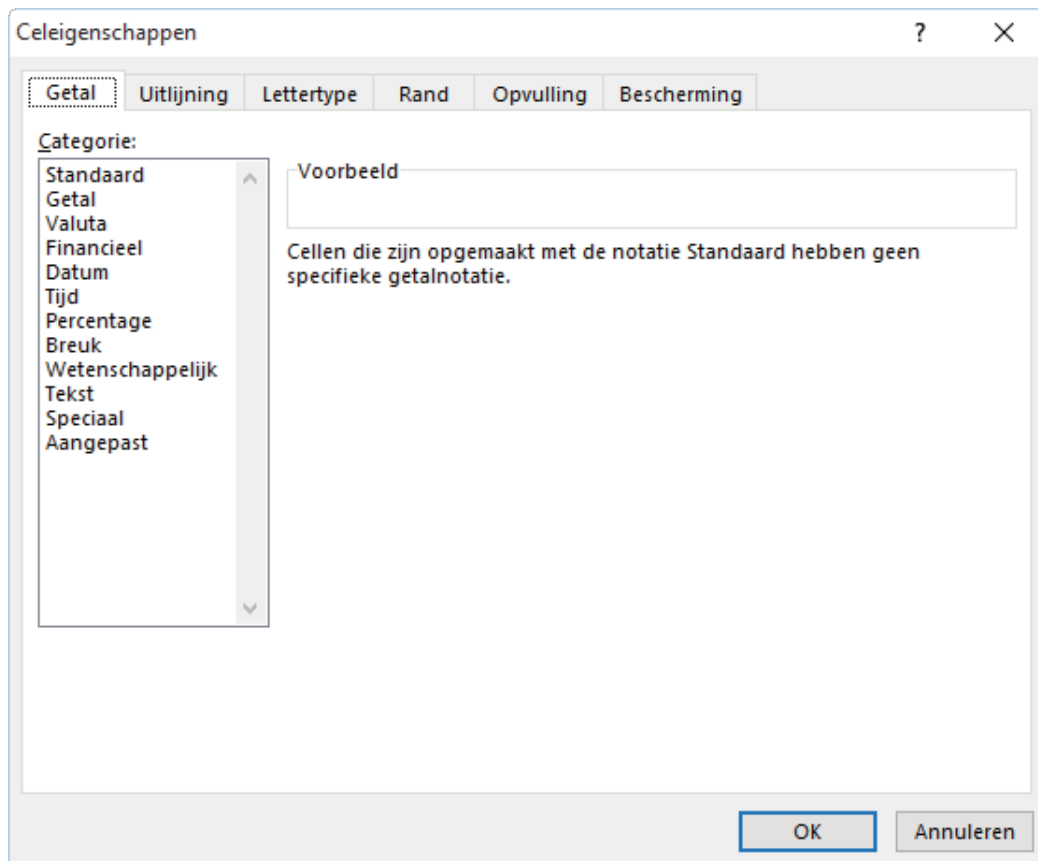 Celeigenschappen ?
Getal Uitlijning Lettertype Rand Opvulling Bescherming
Categorie:
Standaard
Getal
Valuta
Financieel
Datum
Tijd
Percentage
Breuk
Wetenschappelijk
Tekst
Speciaal
Aangepast
Voorbeeld
Cellen die zijn opgemaakt met de notatie Standaard hebben geen
specifieke getalnotatie.
OK Annuleren